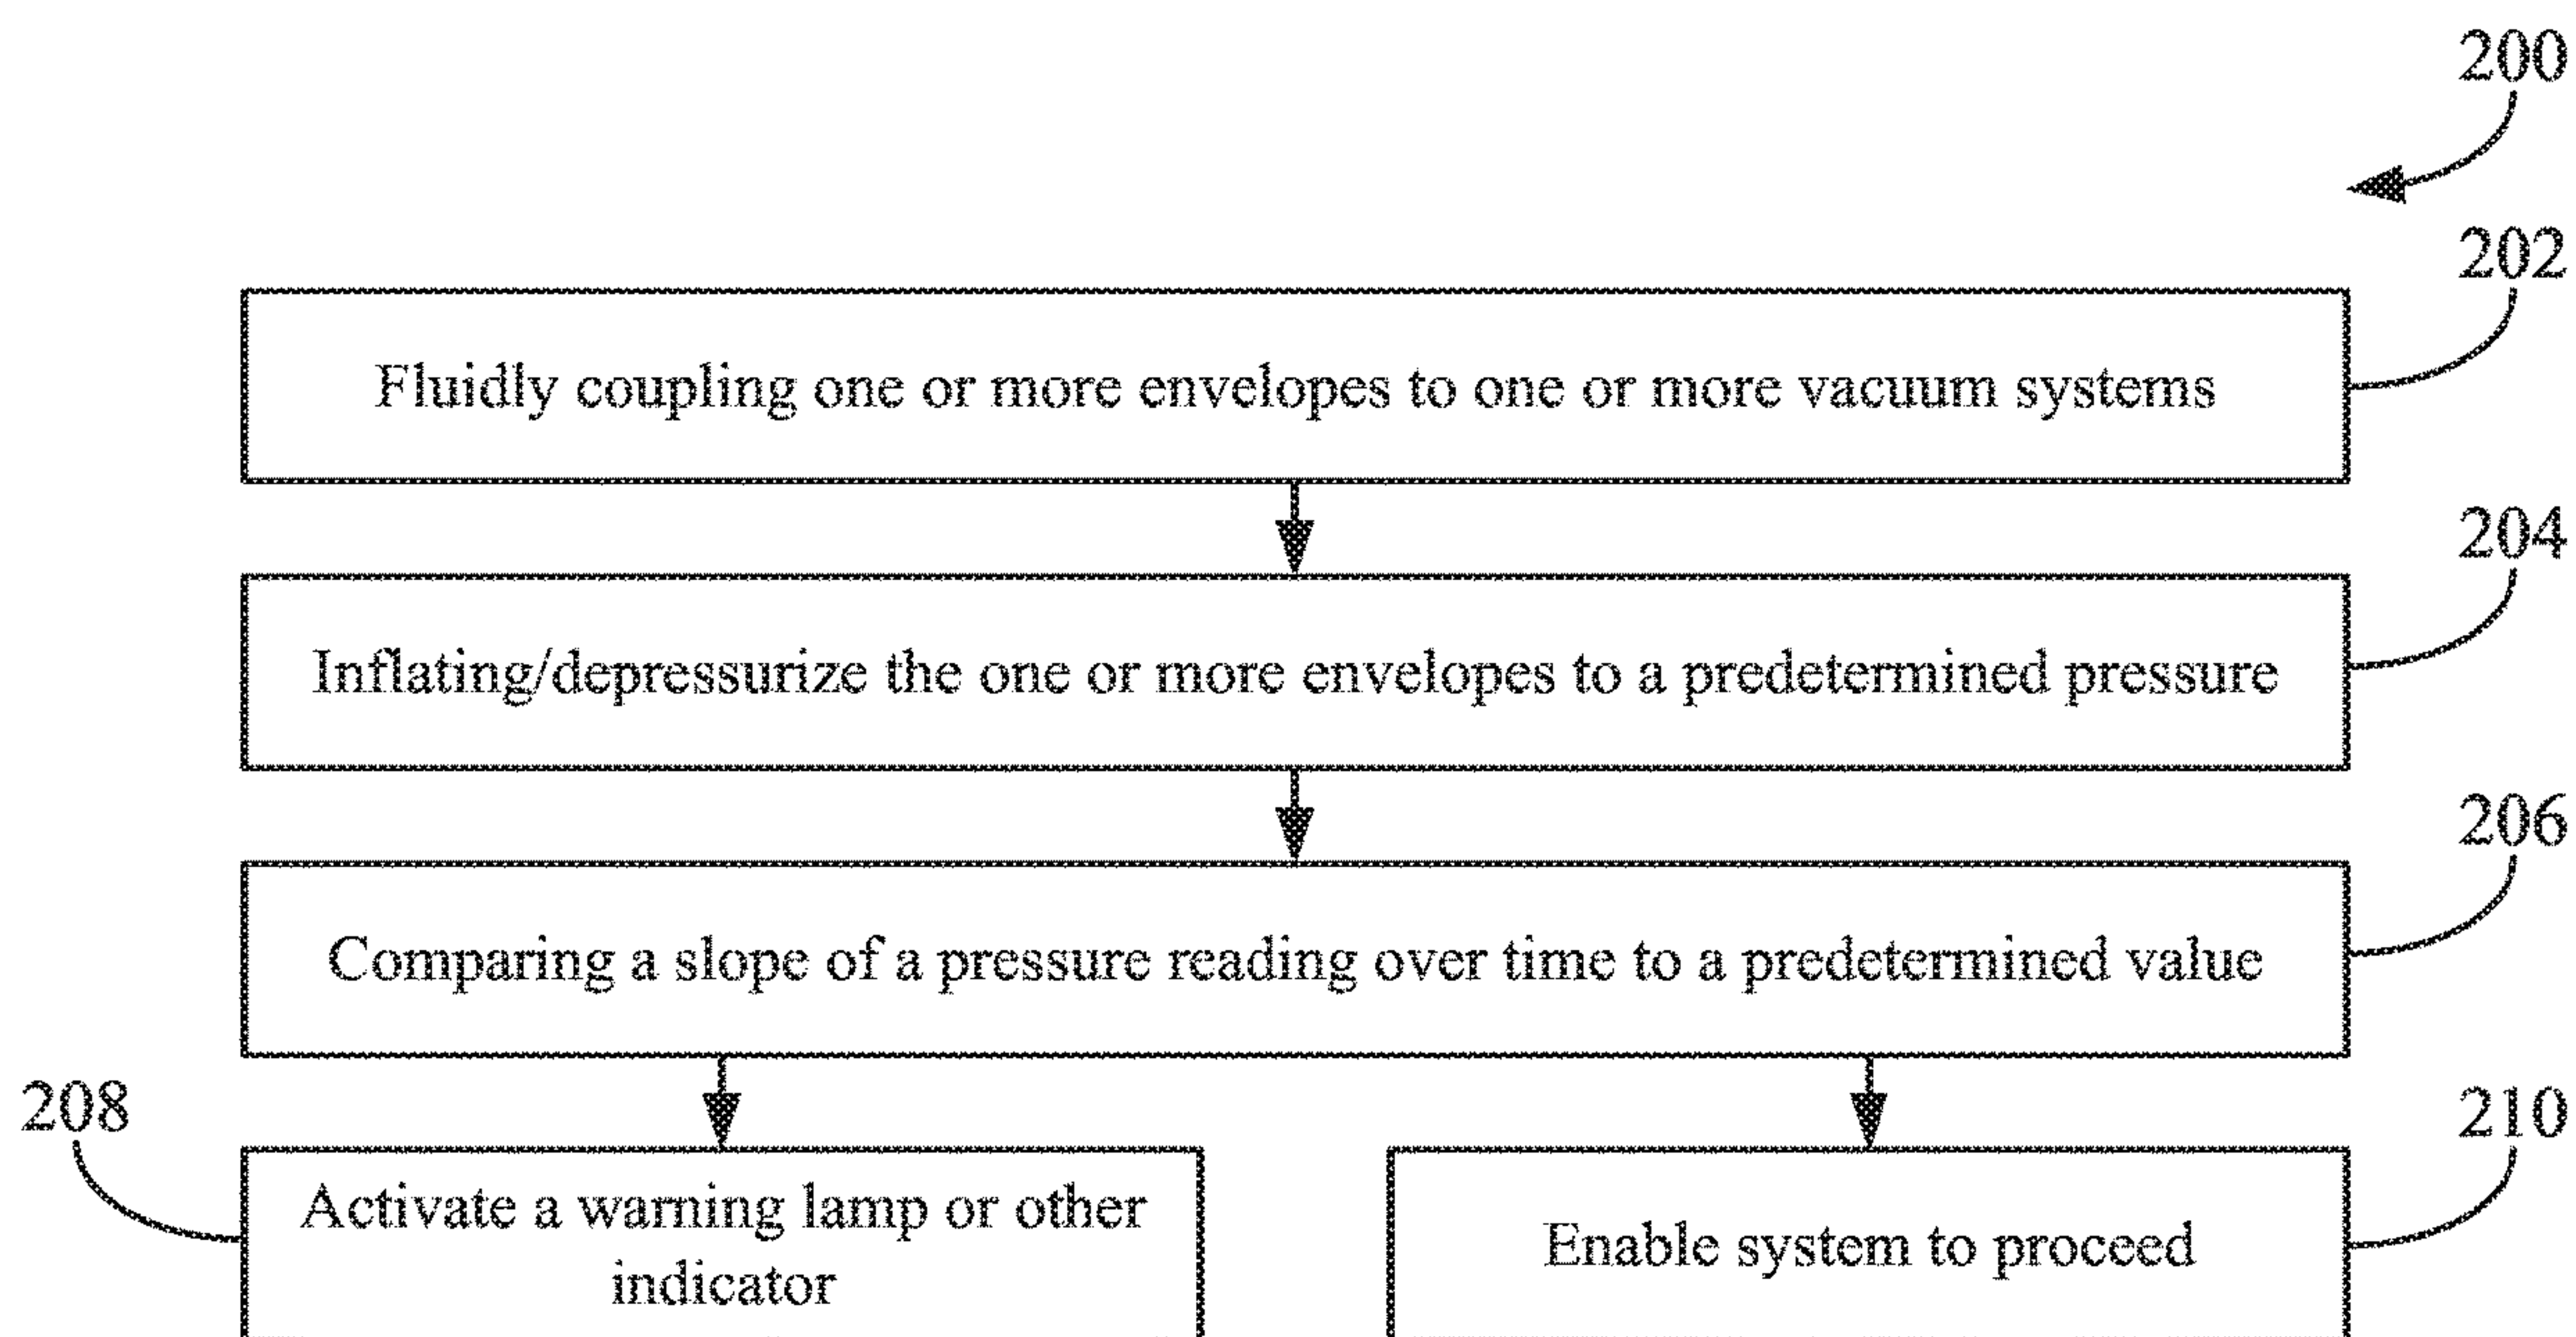 200
202
Fluidly coupling one or more envelopes to one or more vacuum systems
204
Inflating/depressurize the one or more envelopes to a predetermined pressure
206
Comparing a slope of a pressure reading over time to a predetermined value
208
210
Activate a warning lamp or other
indicator
Enable system to proceed